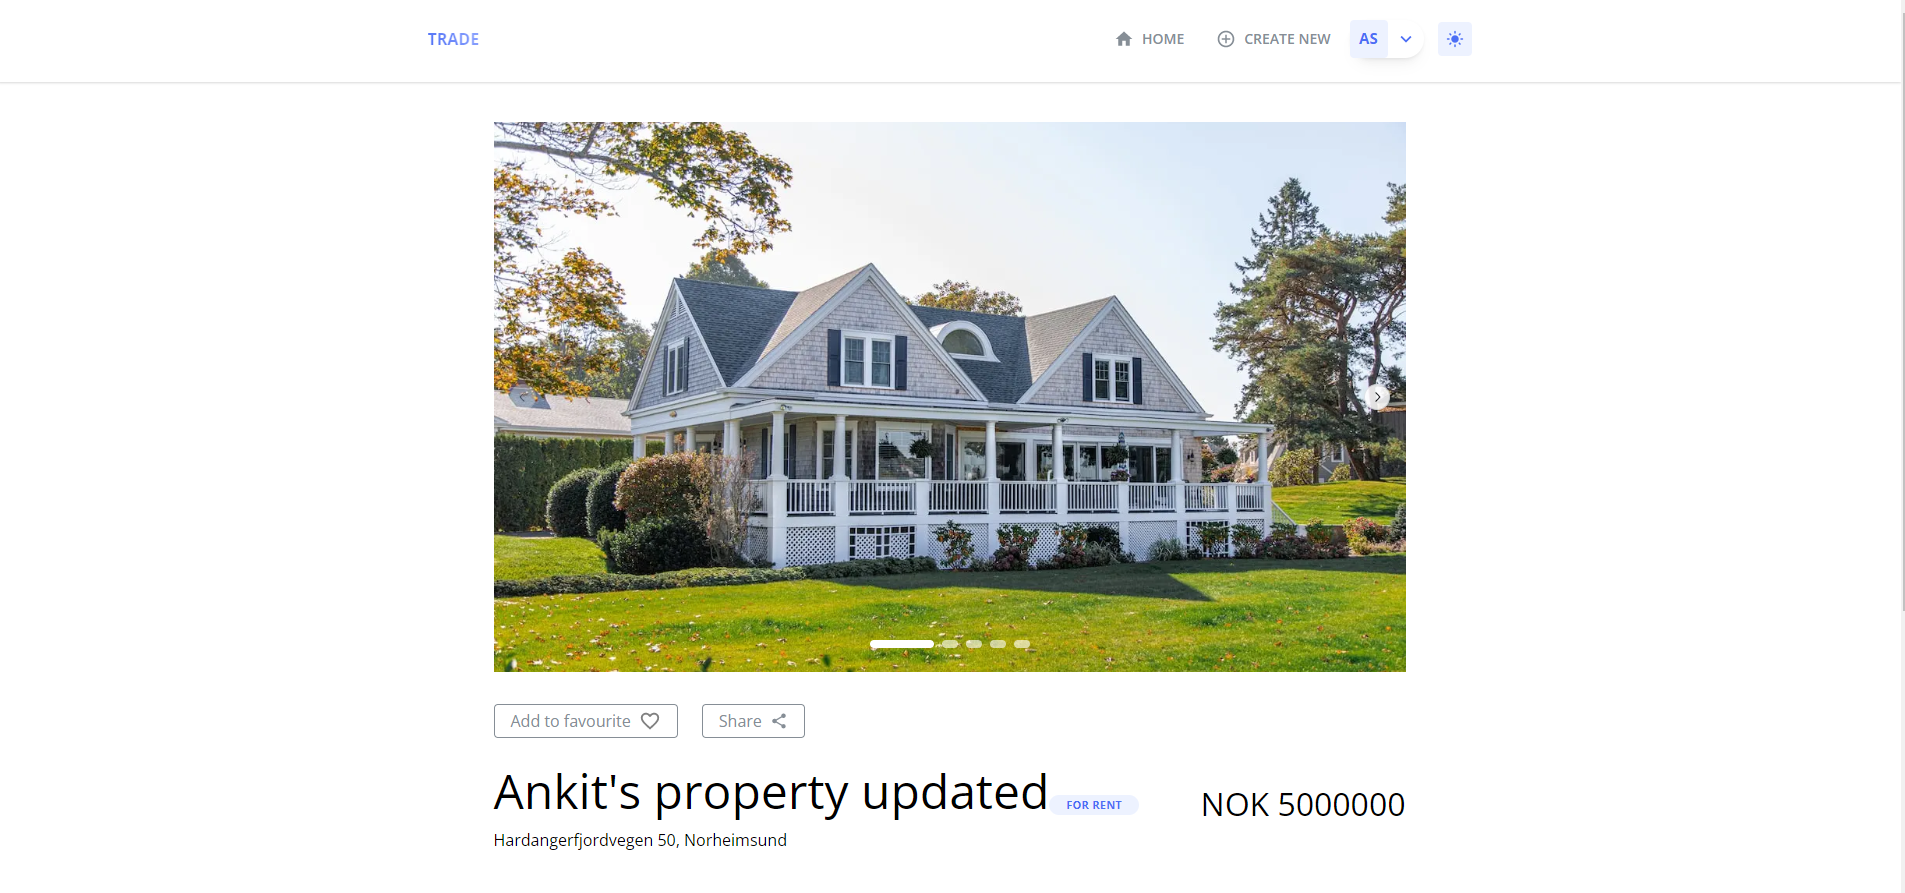 TRADE
HOME
CREATE NEW
AS
Add to favourite
Share
Ankit's property updated
FOR RENT
NOK 5000000
Hardangerfjordvegen 50, Norheimsund